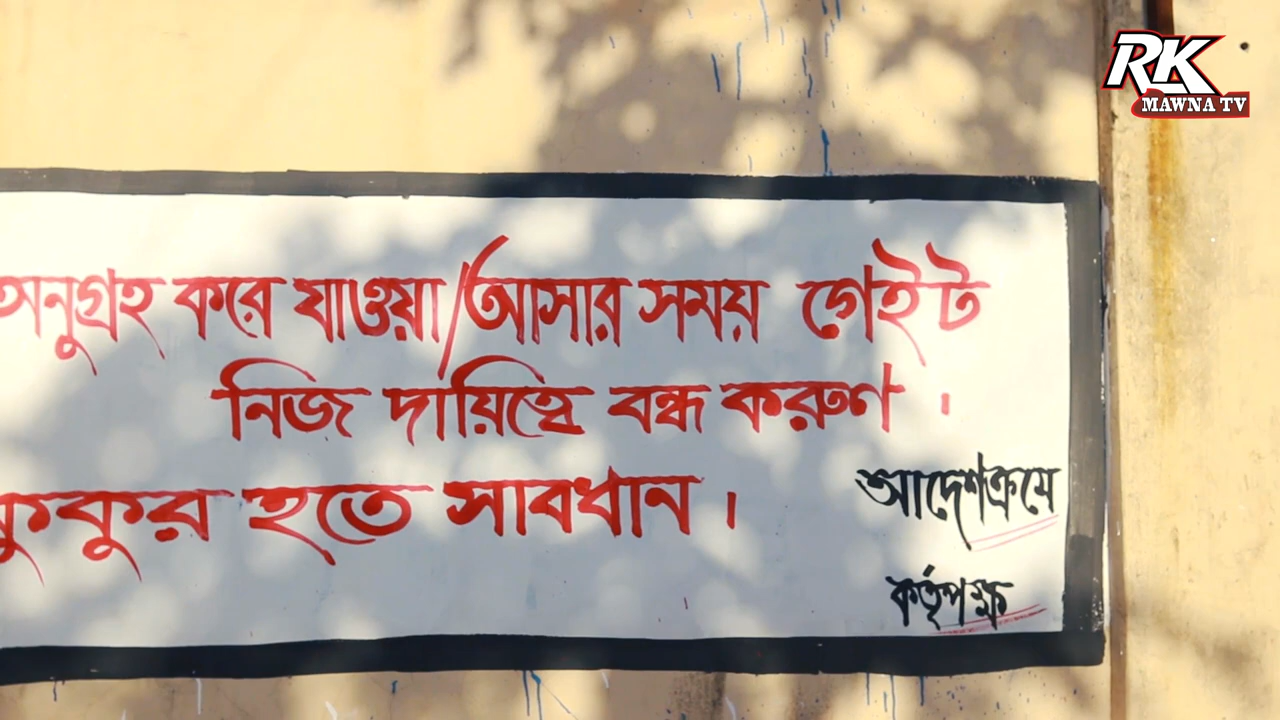 RK
MAWNA TV
অনুগ্রহ করে যাওয়া/আসার সময় গেইট
নিজ দায়িত্বে বন্ধ করুণ।
কুকুর হতে সাবধান।
আদেশক্রমে
কর্তৃপক্ষ